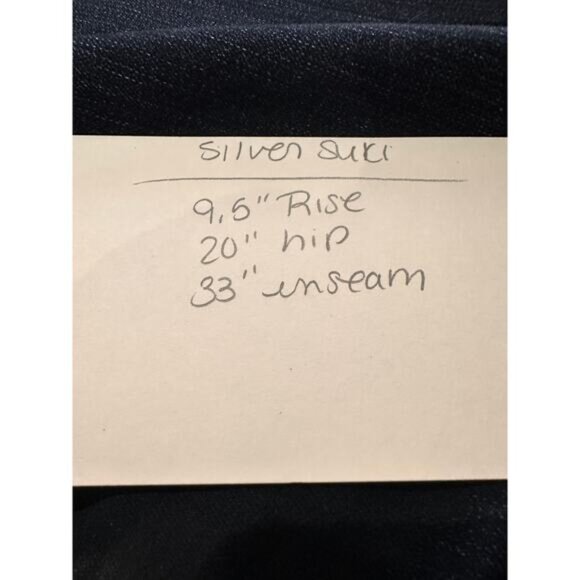 Silver Suki
9.5" Rise
20" hip
33" inseam